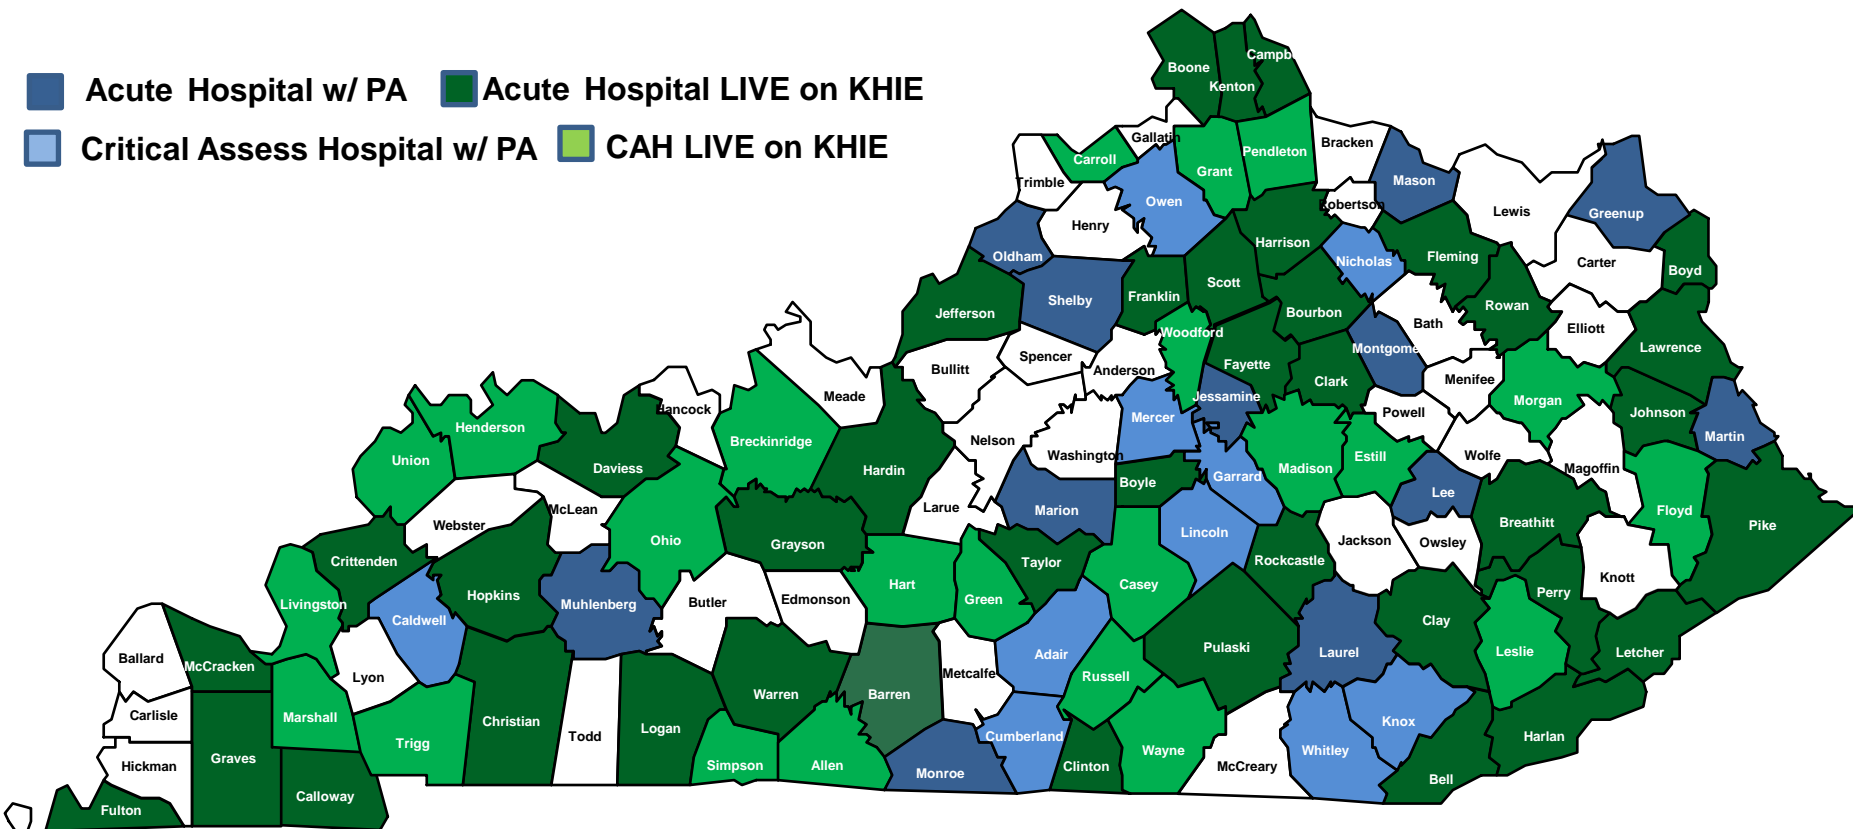 Acute Hospital w/ PA
Acute Hospital LIVE on KHIE
Critical Assess Hospital w/ PA
CAH LIVE on KHIE
Boone
Kenton
Campbe
Gallatin
Carroll
Grant
Pendleton
Bracken
Trimble
Owen
Mason
Robertson
Lewis
Greenup
Henry
Harrison
Oldham
Nicholas
Fleming
Carter
Boyd
Shelby
Franklin
Scott
Jefferson
Bourbon
Rowan
Woodford
Bath
Elliott
Spencer
Anderson
Fayette
Montgome
Lawrence
Bullitt
Clark
Menifee
Meade
Jessamine
Morgan
Hancock
Mercer
Powell
Johnson
Martin
Henderson
Breckinridge
Nelson
Washington
Union
Daviess
Hardin
Madison
Estill
Wolfe
Magoffin
Garrard
Boyle
Lee
McLean
Larue
Marion
Floyd
Webster
Breathitt
Pike
Ohio
Grayson
Lincoln
Jackson
Owsley
Crittenden
Taylor
Rockcastle
Knott
Hart
Casey
Hopkins
Green
Perry
Livingston
Muhlenberg
Butler
Edmonson
Caldwell
Clay
Ballard
McCracken
Adair
Pulaski
Laurel
Leslie
Letcher
Lyon
Metcalfe
Russell
Warren
Barren
Carlisle
Marshall
Christian
Logan
Knox
Todd
Cumberland
Harlan
Trigg
Wayne
Whitley
Graves
Hickman
Simpson
Allen
Monroe
Clinton
McCreary
Bell
Calloway
Fulton